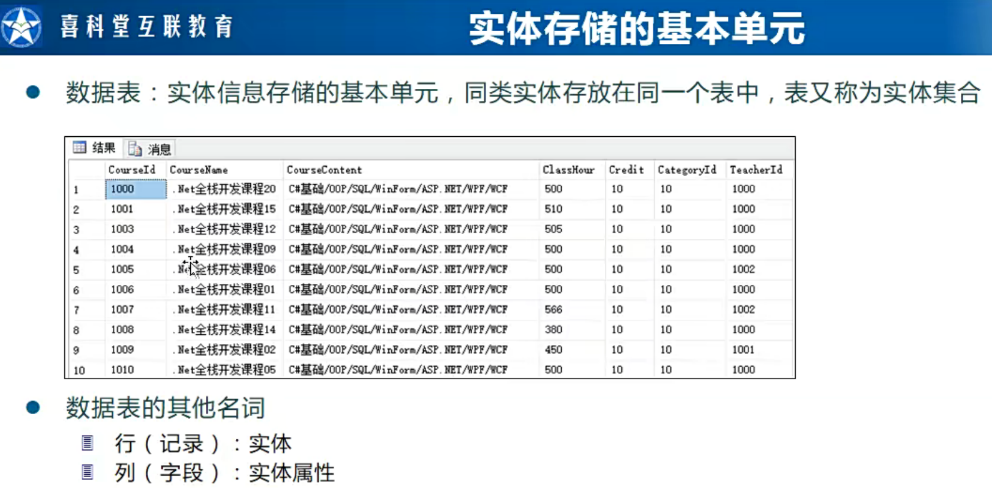 喜科堂互联教育
实体存储的基本单元
数据表：实体信息存储的基本单元，同类实体存放在同一个表中，表又称为实体集合
结果 消息
CourseId CourseName CourseContent ClassHour Credit CategoryId TeacherId
1 1000 .Net全栈开发课程20 C#基础/OOP/SQL/WinForm/ASP.NET/WPF/WCF 500 10 10 1000
2 1001 .Net全栈开发课程15 C#基础/OOP/SQL/WinForm/ASP.NET/WPF/WCF 510 10 10 1000
3 1003 .Net全栈开发课程12 C#基础/OOP/SQL/WinForm/ASP.NET/WPF/WCF 505 10 10 1000
4 1004 .Net全栈开发课程09 C#基础/OOP/SQL/WinForm/ASP.NET/WPF/WCF 500 10 10 1000
5 1005 .Net全栈开发课程06 C#基础/OOP/SQL/WinForm/ASP.NET/WPF/WCF 500 10 10 1002
6 1006 .Net全栈开发课程01 C#基础/OOP/SQL/WinForm/ASP.NET/WPF/WCF 500 10 10 1000
7 1007 .Net全栈开发课程11 C#基础/OOP/SQL/WinForm/ASP.NET/WPF/WCF 566 10 10 1002
8 1008 .Net全栈开发课程14 C#基础/OOP/SQL/WinForm/ASP.NET/WPF/WCF 380 10 10 1000
9 1009 .Net全栈开发课程02 C#基础/OOP/SQL/WinForm/ASP.NET/WPF/WCF 450 10 10 1001
10 1010 .Net全栈开发课程05 C#基础/OOP/SQL/WinForm/ASP.NET/WPF/WCF 500 10 10 1000
数据表的其他名词
行（记录）：实体
列（字段）：实体属性